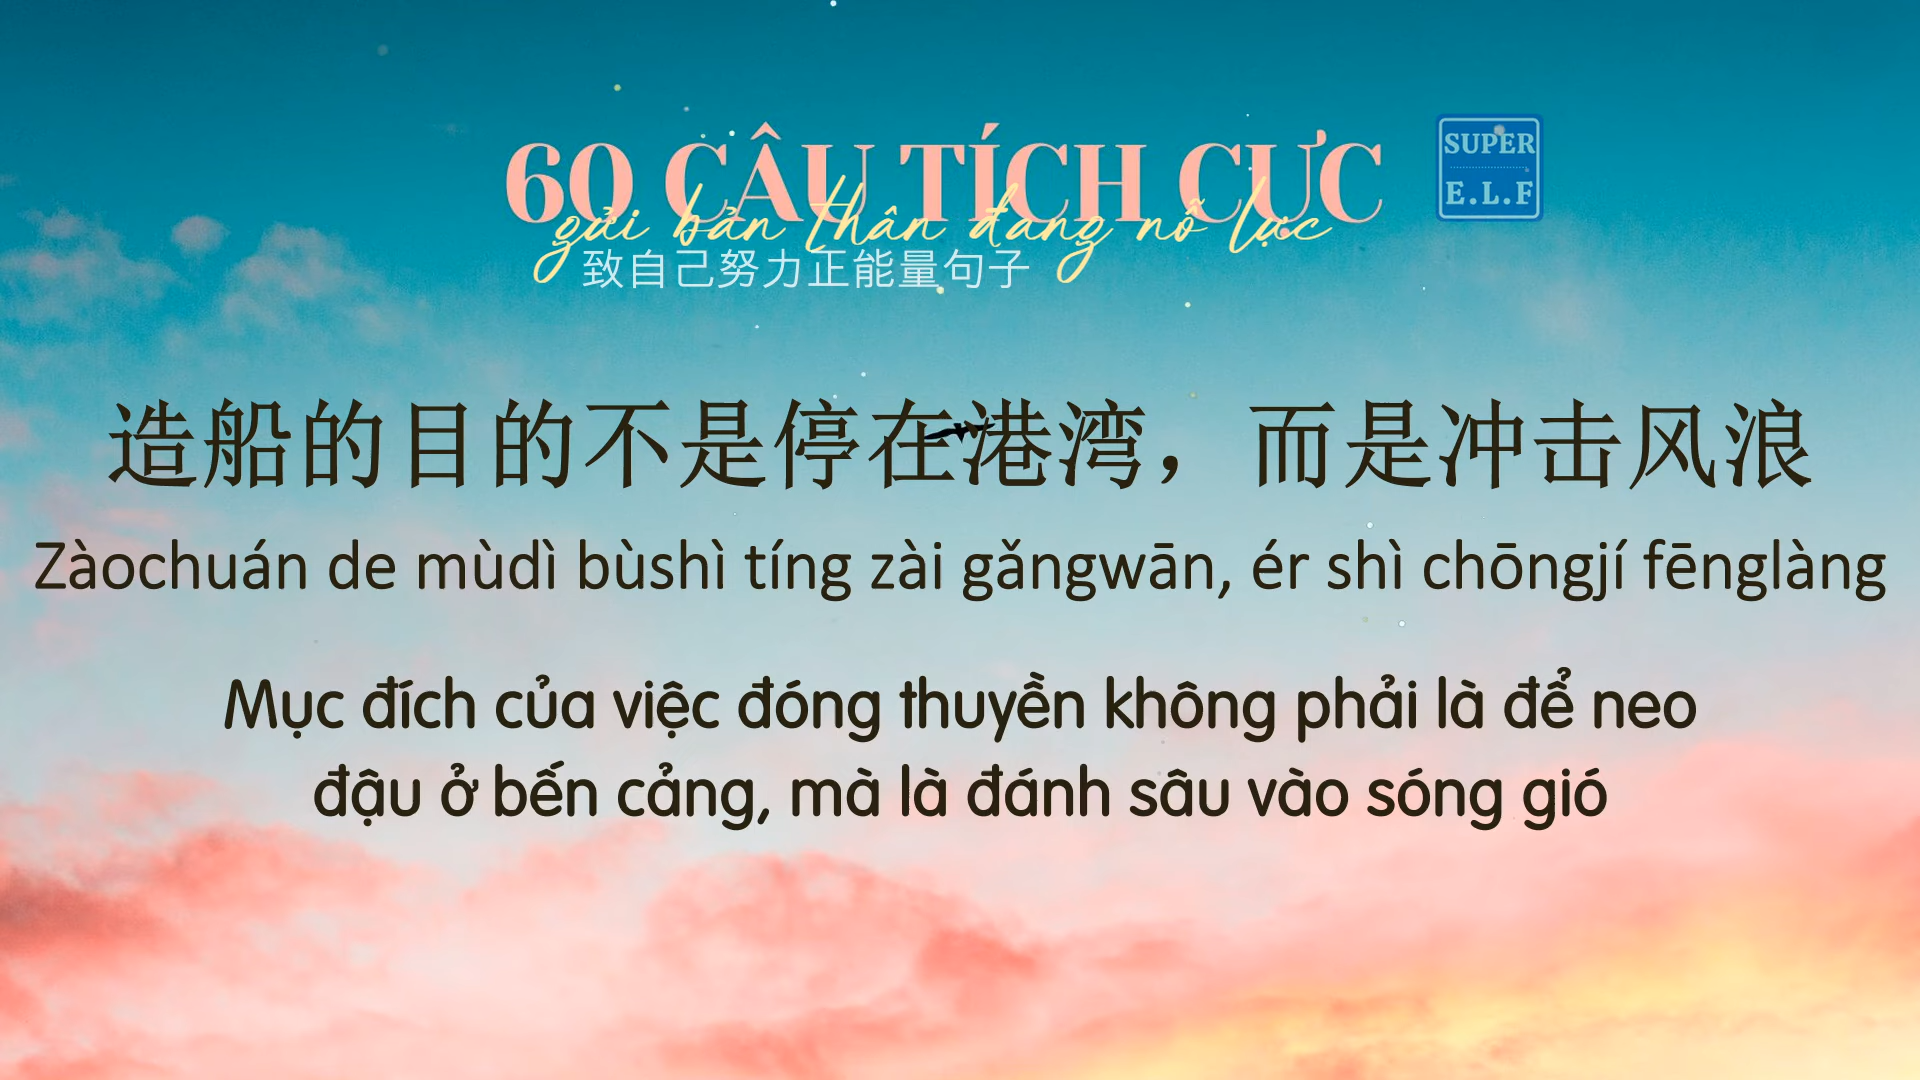 60 CÂU TÍCH CỰC
SUPER
E.L.F
gửi bản thân đang nỗ lực
致自己努力正能量句子
造船的目的不是停在港湾，而是冲击风浪
Zàochuán de mùdì bùshì tíng zài gǎngwān, ér shì chōngjí fēnglàng
Mục đích của việc đóng thuyền không phải là để neo
đậu ở bến cảng, mà là đánh sâu vào sóng gió